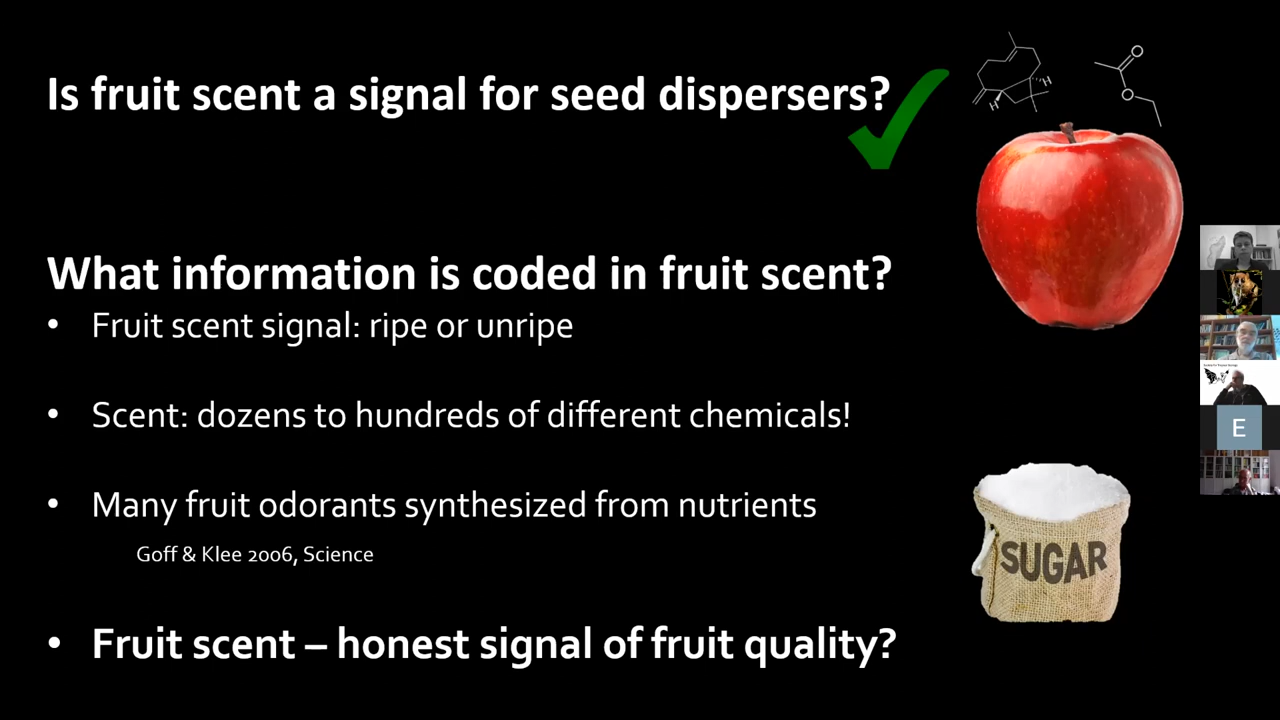 Is fruit scent a signal for seed dispersers?
What information is coded in fruit scent?
• Fruit scent signal: ripe or unripe
• Scent: dozens to hundreds of different chemicals!
• Many fruit odorants synthesized from nutrients
Goff & Klee 2006, Science
• Fruit scent – honest signal of fruit quality?
H
H
O
O
SUGAR
E